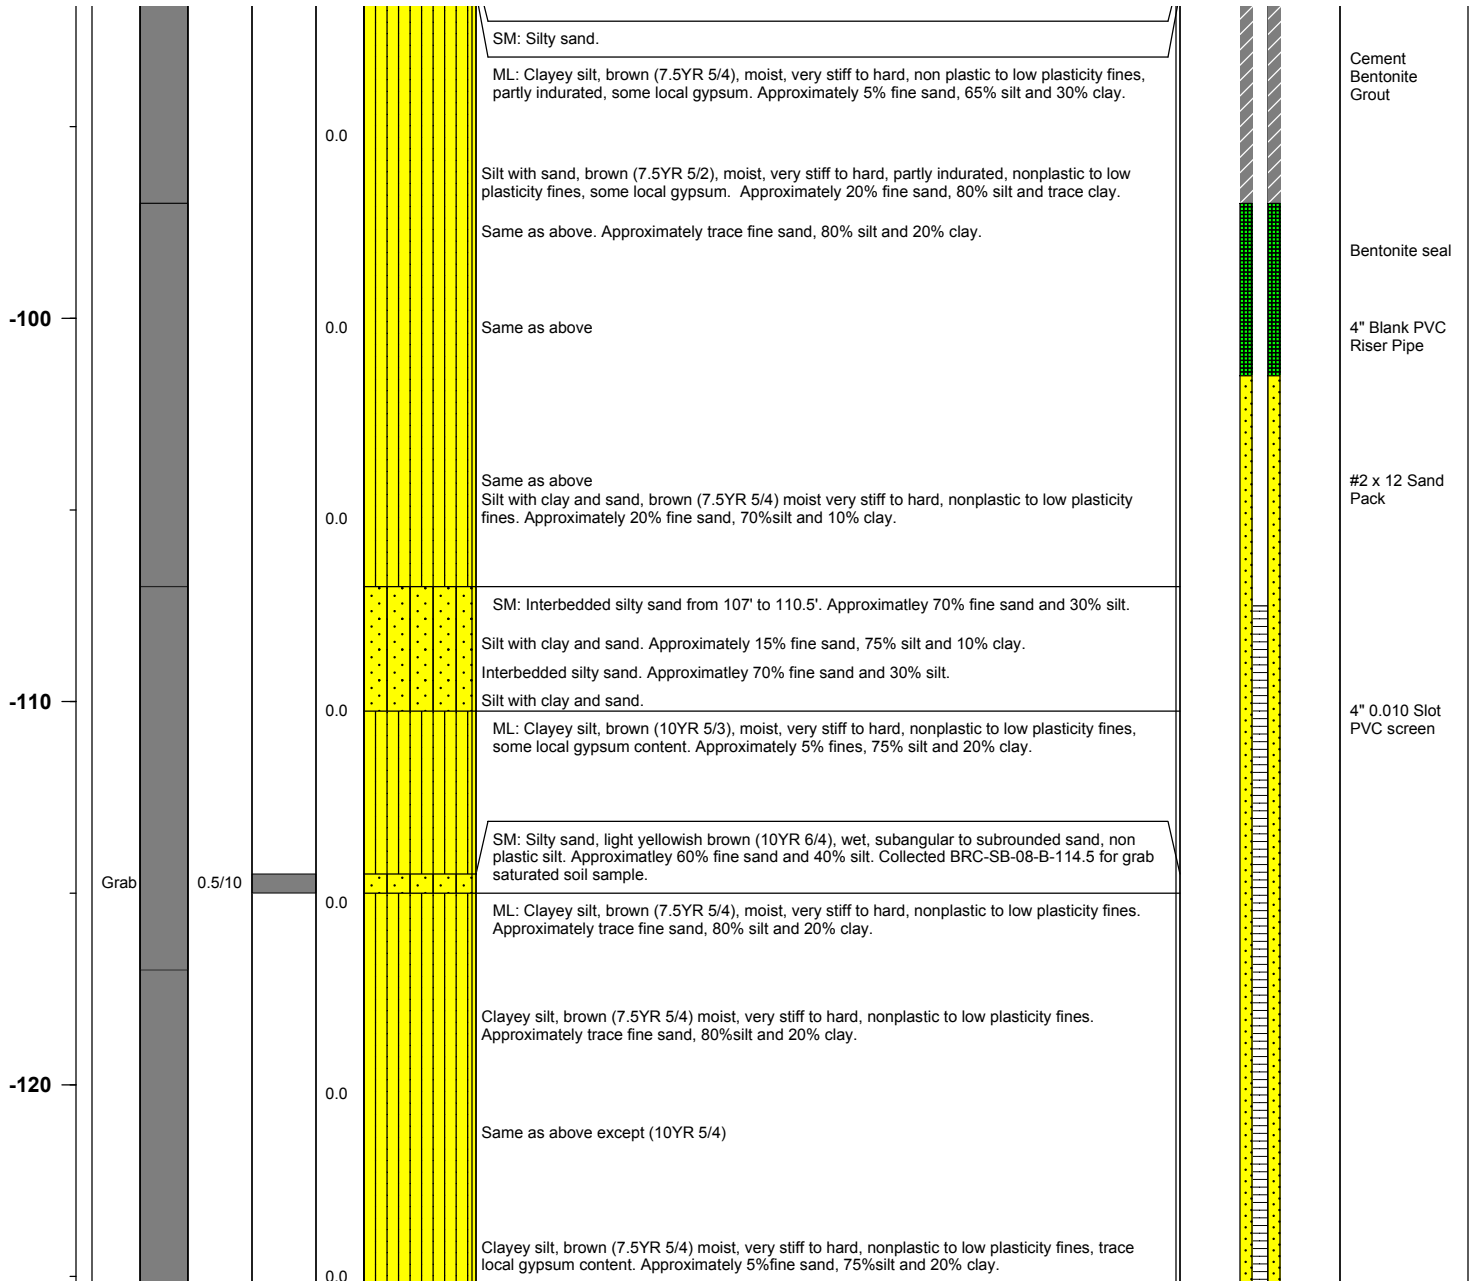 SM: Silty sand.
Cement
Bentonite
Grout
ML: Clayey silt, brown (7.5YR 5/4), moist, very stiff to hard, non plastic to low plasticity fines,
partly indurated, some local gypsum. Approximately 5% fine sand, 65% silt and 30% clay.
0.0
Silt with sand, brown (7.5YR 5/2), moist, very stiff to hard, partly indurated, nonplastic to low
plasticity fines, some local gypsum.  Approximately 20% fine sand, 80% silt and trace clay.
Same as above. Approximately trace fine sand, 80% silt and 20% clay.
Bentonite seal
-100
0.0
Same as above
4" Blank PVC
Riser Pipe
Same as above
Silt with clay and sand, brown (7.5YR 5/4) moist very stiff to hard, nonplastic to low plasticity
fines. Approximately 20% fine sand, 70%silt and 10% clay.
#2 x 12 Sand
Pack
0.0
SM: Interbedded silty sand from 107' to 110.5'. Approximatley 70% fine sand and 30% silt.
Silt with clay and sand. Approximately 15% fine sand, 75% silt and 10% clay.
Interbedded silty sand. Approximatley 70% fine sand and 30% silt.
Silt with clay and sand.
-110
0.0
4" 0.010 Slot
PVC screen
ML: Clayey silt, brown (10YR 5/3), moist, very stiff to hard, nonplastic to low plasticity fines,
some local gypsum content. Approximately 5% fines, 75% silt and 20% clay.
SM: Silty sand, light yellowish brown (10YR 6/4), wet, subangular to subrounded sand, non
plastic silt. Approximatley 60% fine sand and 40% silt. Collected BRC-SB-08-B-114.5 for grab
saturated soil sample.
Grab
0.5/10
0.0
ML: Clayey silt, brown (7.5YR 5/4), moist, very stiff to hard, nonplastic to low plasticity fines.
Approximately trace fine sand, 80% silt and 20% clay.
Clayey silt, brown (7.5YR 5/4) moist, very stiff to hard, nonplastic to low plasticity fines.
Approximately trace fine sand, 80%silt and 20% clay.
-120
0.0
Same as above except (10YR 5/4)
Clayey silt, brown (7.5YR 5/4) moist, very stiff to hard, nonplastic to low plasticity fines, trace
local gypsum content. Approximately 5%fine sand, 75%silt and 20% clay.
0.0